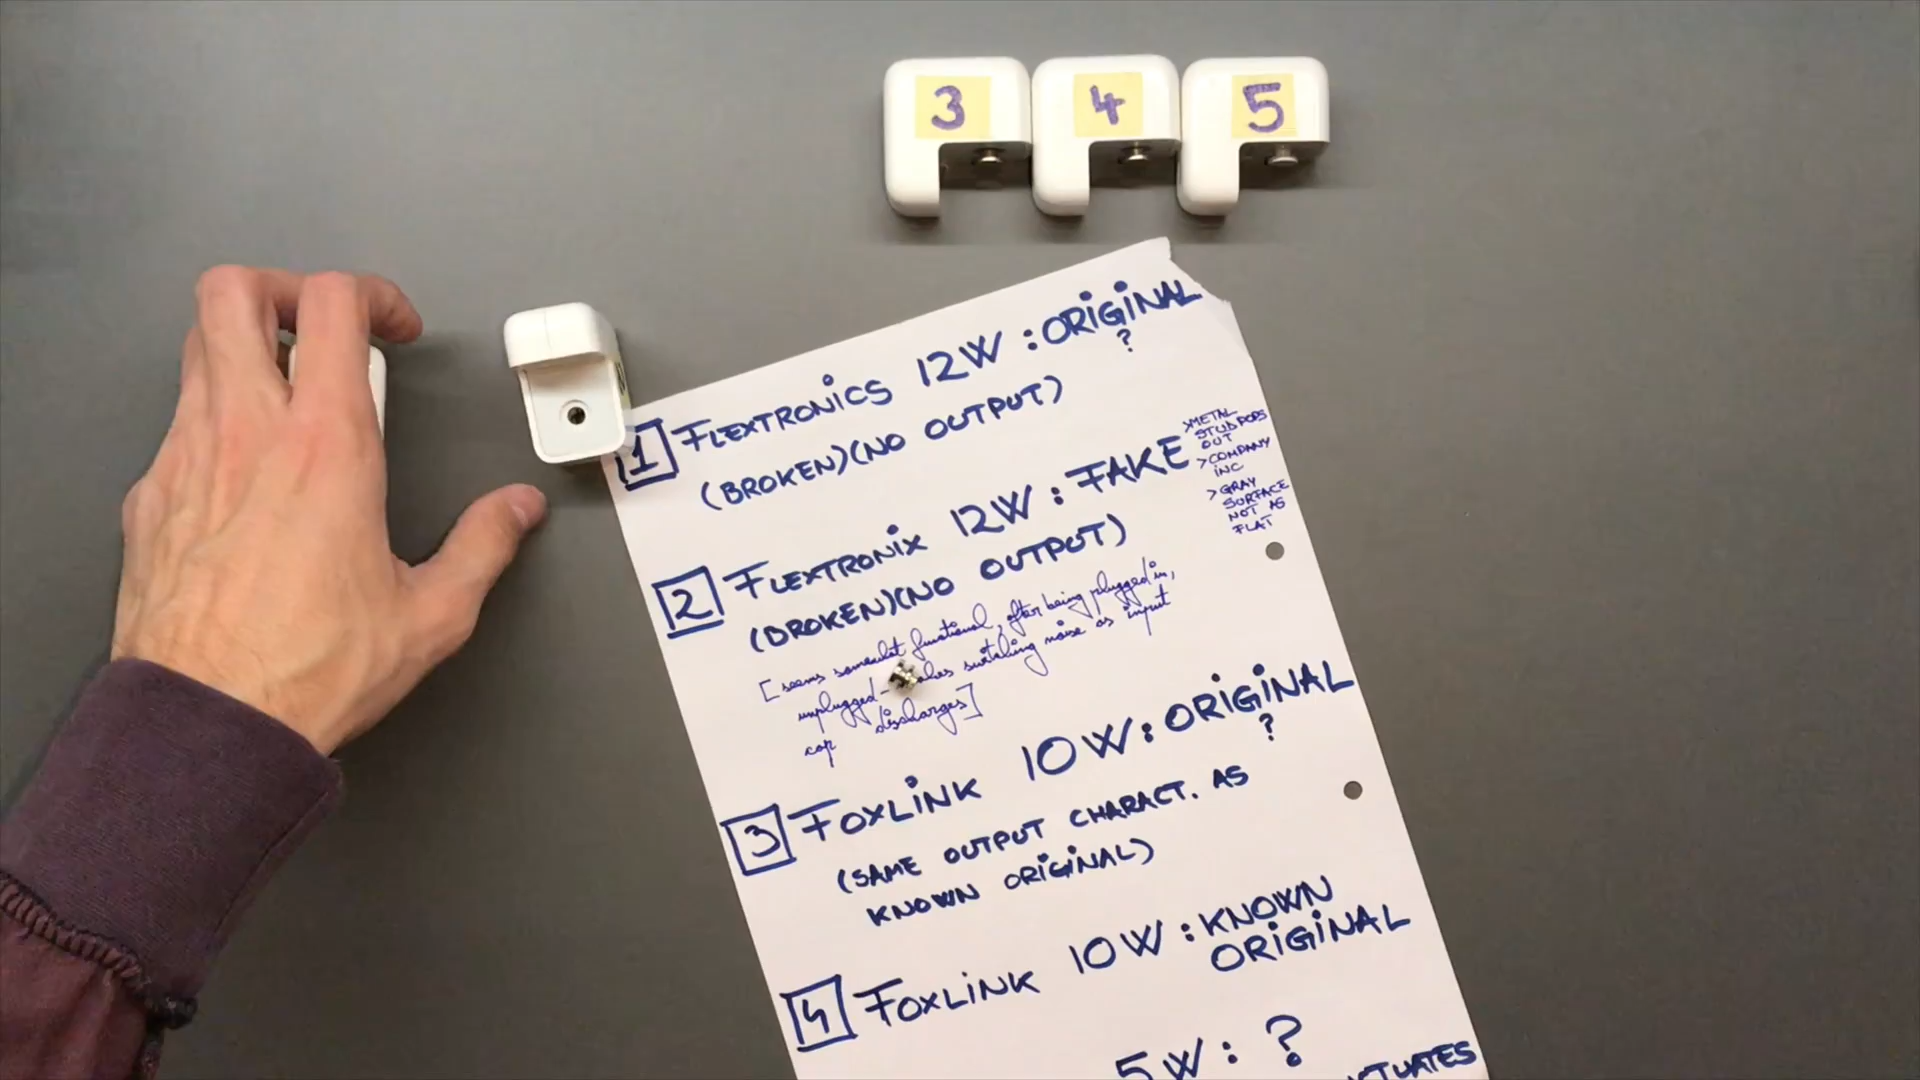 3 4 5
1 FLEXTRONICS 12W : ORIGINAL
?
(BROKEN)(NO OUTPUT)
2 FLEXTRONIX 12W : FAKE
>METAL
STUD POPS
OUT
>COMPANY
INC
>GRAY
SURFACE
NOT AS
FLAT
(BROKEN)(NO OUTPUT)
[seems somewhat functional, after being plugged in,
unplugged- switching noise as input
cap discharges]
3 FOXLINK 10W : ORIGINAL
?
(SAME OUTPUT CHARACT. AS
KNOWN ORIGINAL)
4 FOXLINK 10W : KNOWN
ORIGINAL
5W : ?